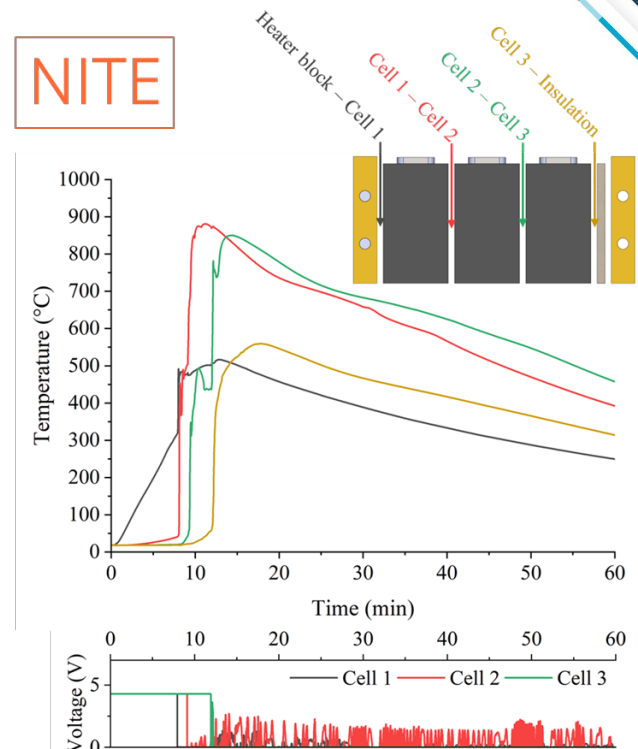 NITE
Heater block – Cell 1
Cell 1 – Cell 2
Cell 2 – Cell 3
Cell 3 – Insulation
1000
900
800
700
600
500
400
300
200
100
0
Temperature (°C)
0 10 20 30 40 50 60
Time (min)
0 10 20 30 40 50 60
Cell 1 Cell 2 Cell 3
5
0
Voltage (V)